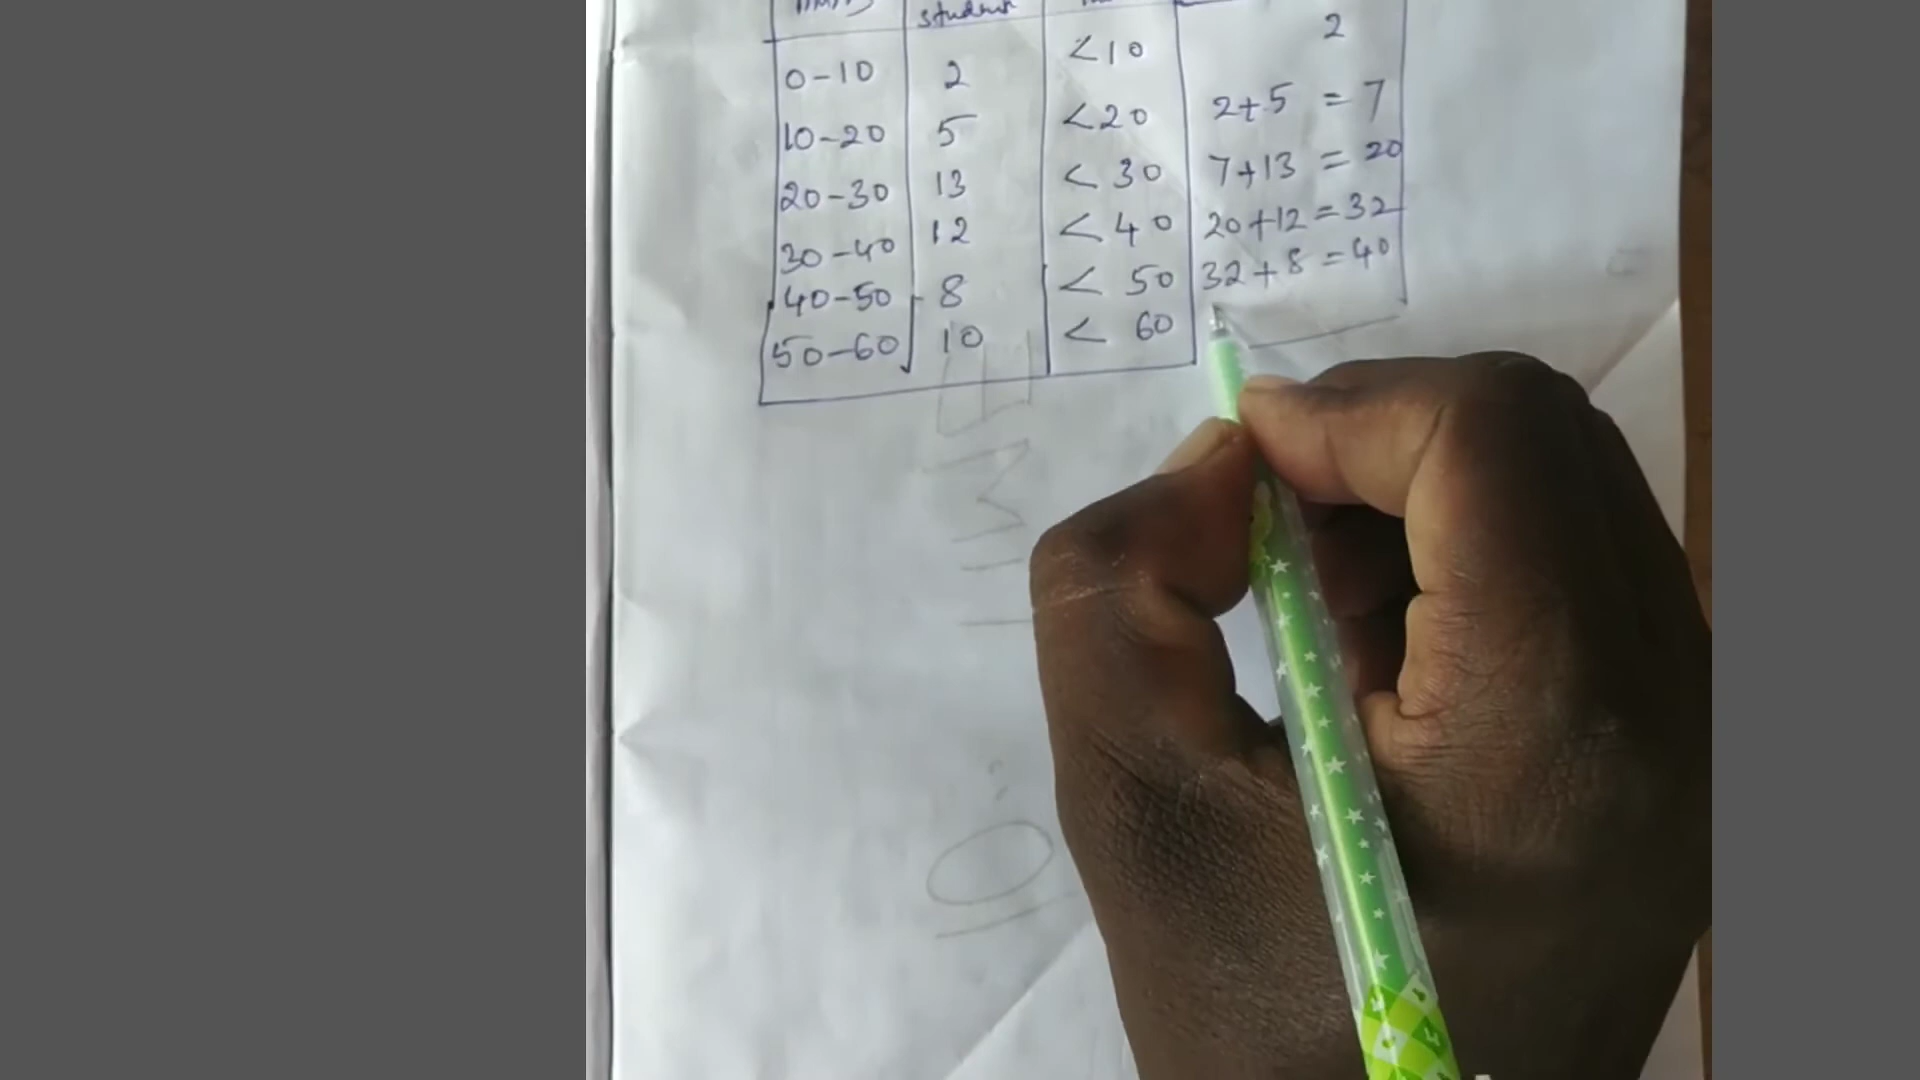 Student
0-10 2 <10 2
10-20 5 <20 2+5 = 7
20-30 13 <30 7+13 = 20
30-40 12 <40 20+12=32
40-50 8 <50 32+8=40
50-60 10 <60